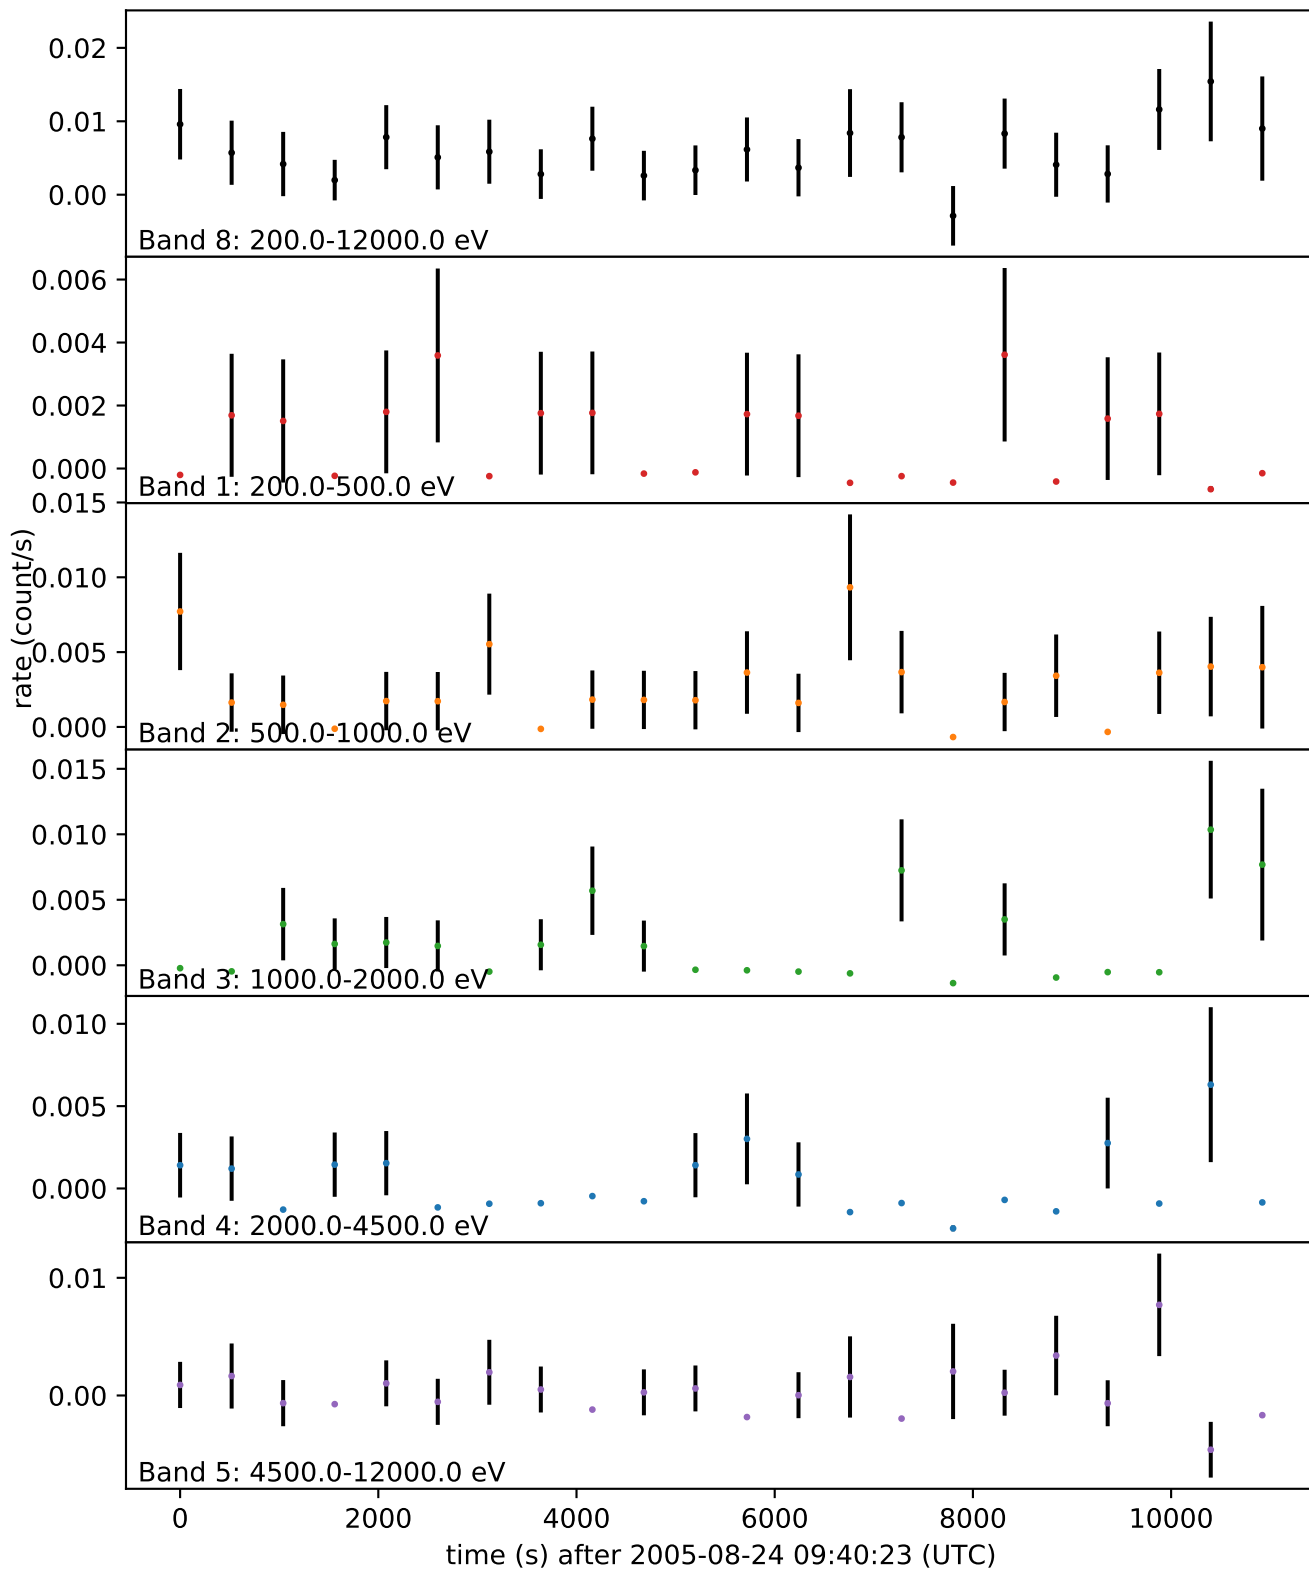 0.02
0.01
0.00
Band 8: 200.0-12000.0 eV
0.006
0.004
0.002
0.000
Band 1: 200.0-500.0 eV
0.015
0.010
0.005
0.000
Band 2: 500.0-1000.0 eV
rate (count/s)
0.015
0.010
0.005
0.000
Band 3: 1000.0-2000.0 eV
0.010
0.005
0.000
Band 4: 2000.0-4500.0 eV
0.01
0.00
Band 5: 4500.0-12000.0 eV
0 2000 4000 6000 8000 10000
time (s) after 2005-08-24 09:40:23 (UTC)